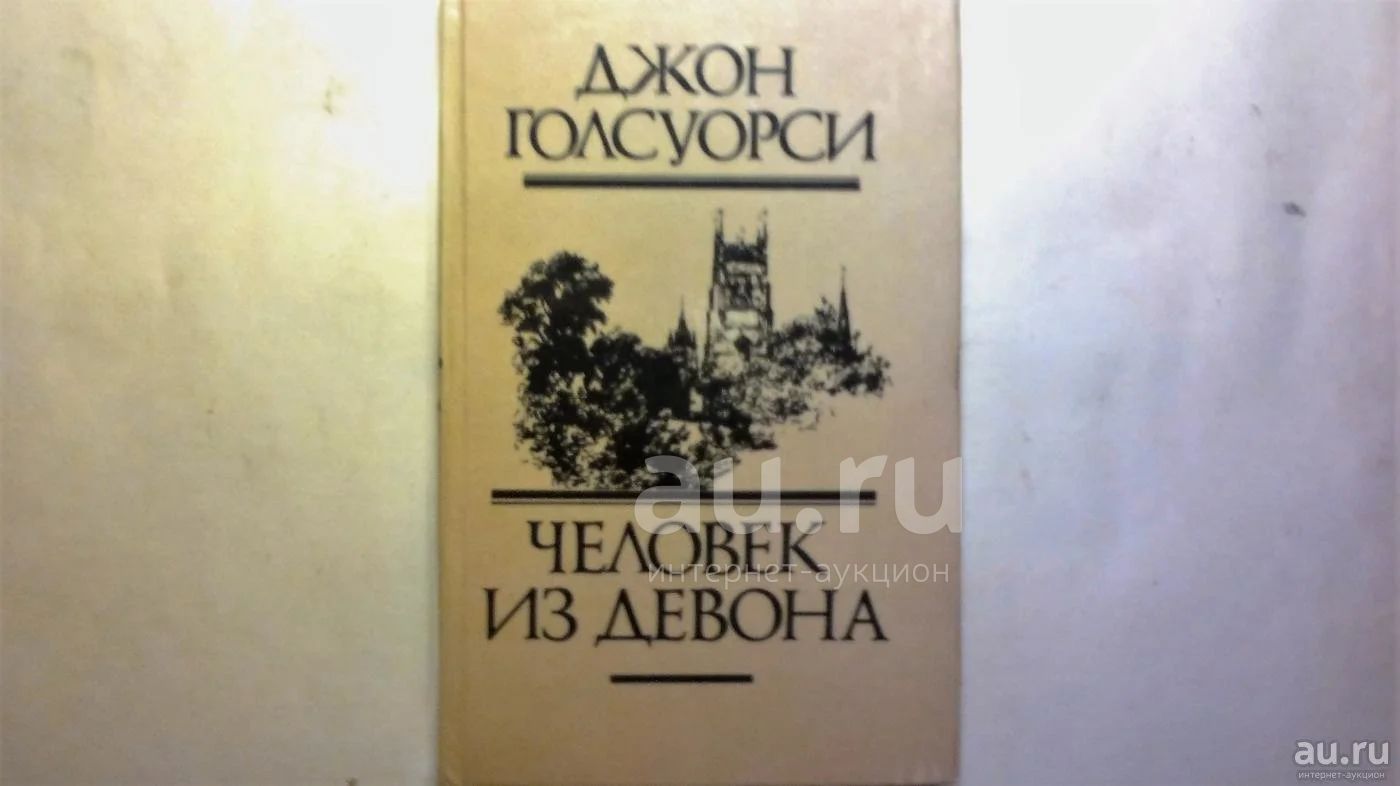 ДЖОН
ГОЛСУОРСИ
ЧЕЛОВЕК
ИЗ ДЕВОНА
au.ru
интернет-аукцион
au.ru
интернет-аукцион